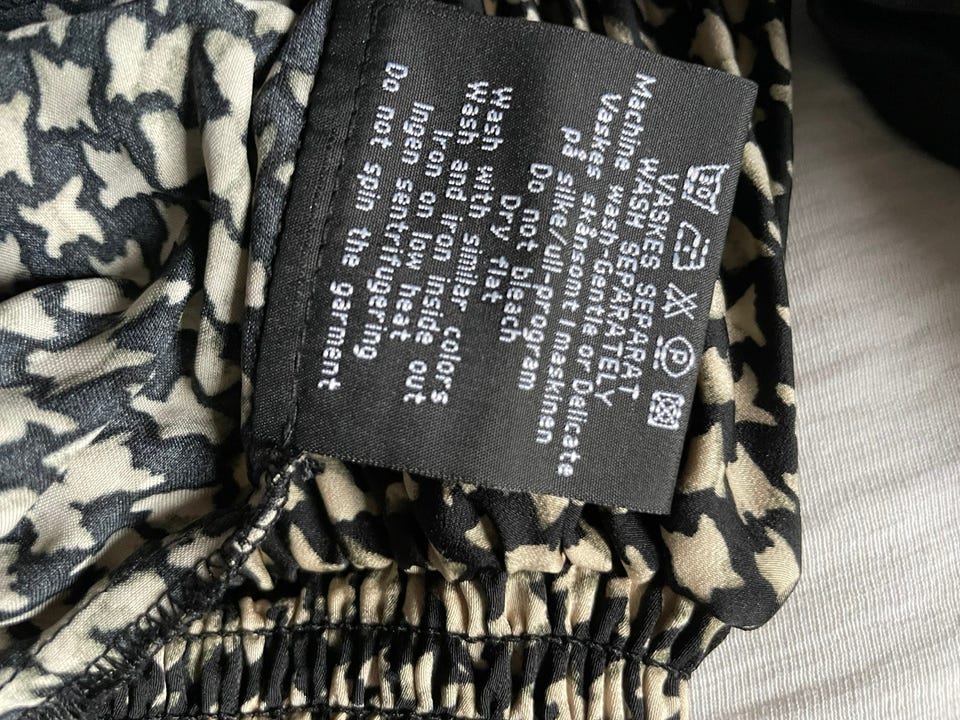 P
VASKES SEPARAT
WASH SEPARATELY
Machine wash-Gentle or Delicate
Vaskes skånsomt I maskinen
på silke/ull program
Do not bleach
Dry flat
Wash with similar colors
Wash and iron inside out
Iron on low heat
Ingen sentrifugering
Do not spin the garment